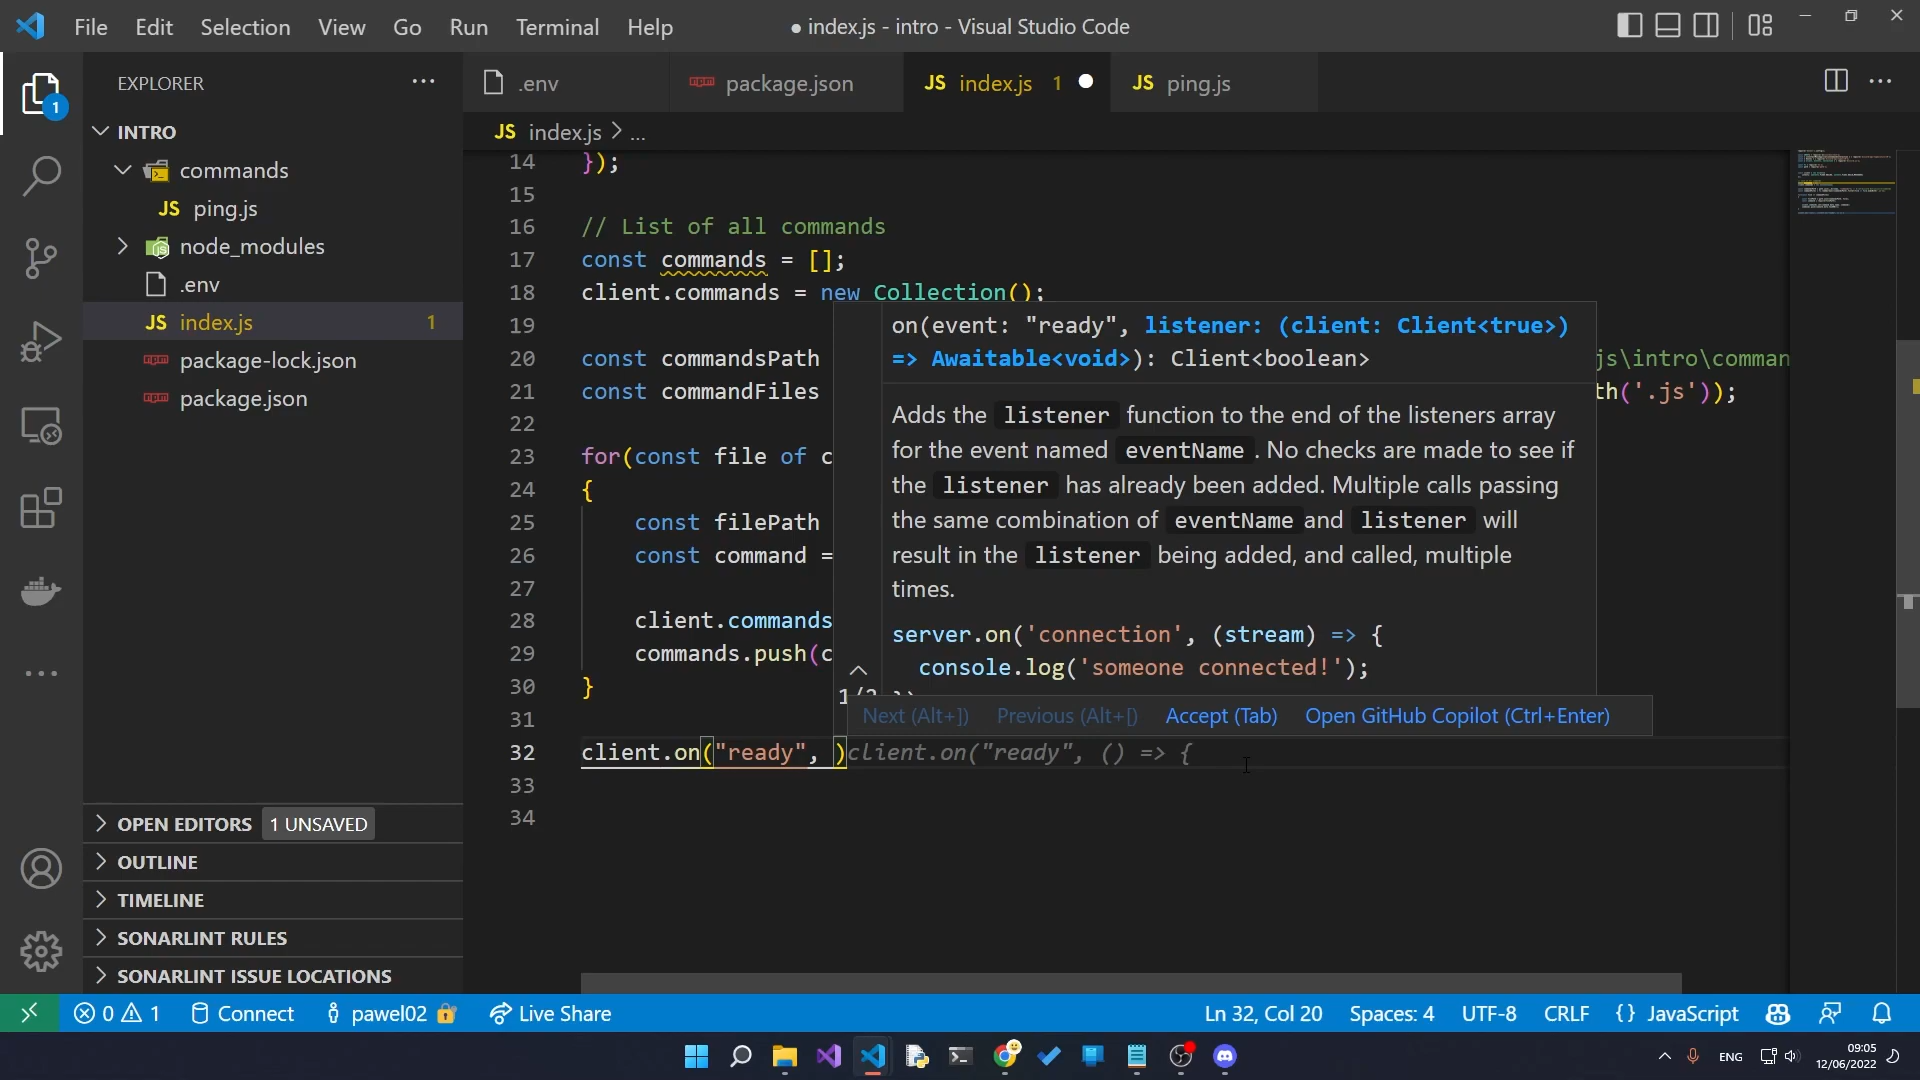 File Edit Selection View Go Run Terminal Help
● index.js - intro - Visual Studio Code
EXPLORER
1
INTRO
commands
JS ping.js
node_modules
.env
JS index.js 1
package-lock.json
package.json
OPEN EDITORS 1 UNSAVED
OUTLINE
TIMELINE
SONARLINT RULES
SONARLINT ISSUE LOCATIONS
.env
package.json
JS index.js 1 ●
JS ping.js
JS index.js > ...
14 });
15
16 // List of all commands
17 const commands = [];
18 client.commands = new Collection();
19
20 const commandsPath js\intro\comman
21 const commandFiles th('.js'));
22
23 for(const file of c
24 {
25 const filePath
26 const command =
27
28 client.commands
29 commands.push(c
30 }
31
32 client.on("ready", )client.on("ready", () => {
33
34
on(event: "ready", listener: (client: Client<true>)
=> Awaitable<void>): Client<boolean>
Adds the listener function to the end of the listeners array
for the event named eventName. No checks are made to see if
the listener has already been added. Multiple calls passing
the same combination of eventName and listener will
result in the listener being added, and called, multiple
times.
server.on('connection', (stream) => {
console.log('someone connected!');
Next (Alt+]) Previous (Alt+[) Accept (Tab) Open GitHub Copilot (Ctrl+Enter)
0 1 Connect pawel02 Live Share
Ln 32, Col 20 Spaces: 4 UTF-8 CRLF {} JavaScript
ENG
09:05
12/06/2022